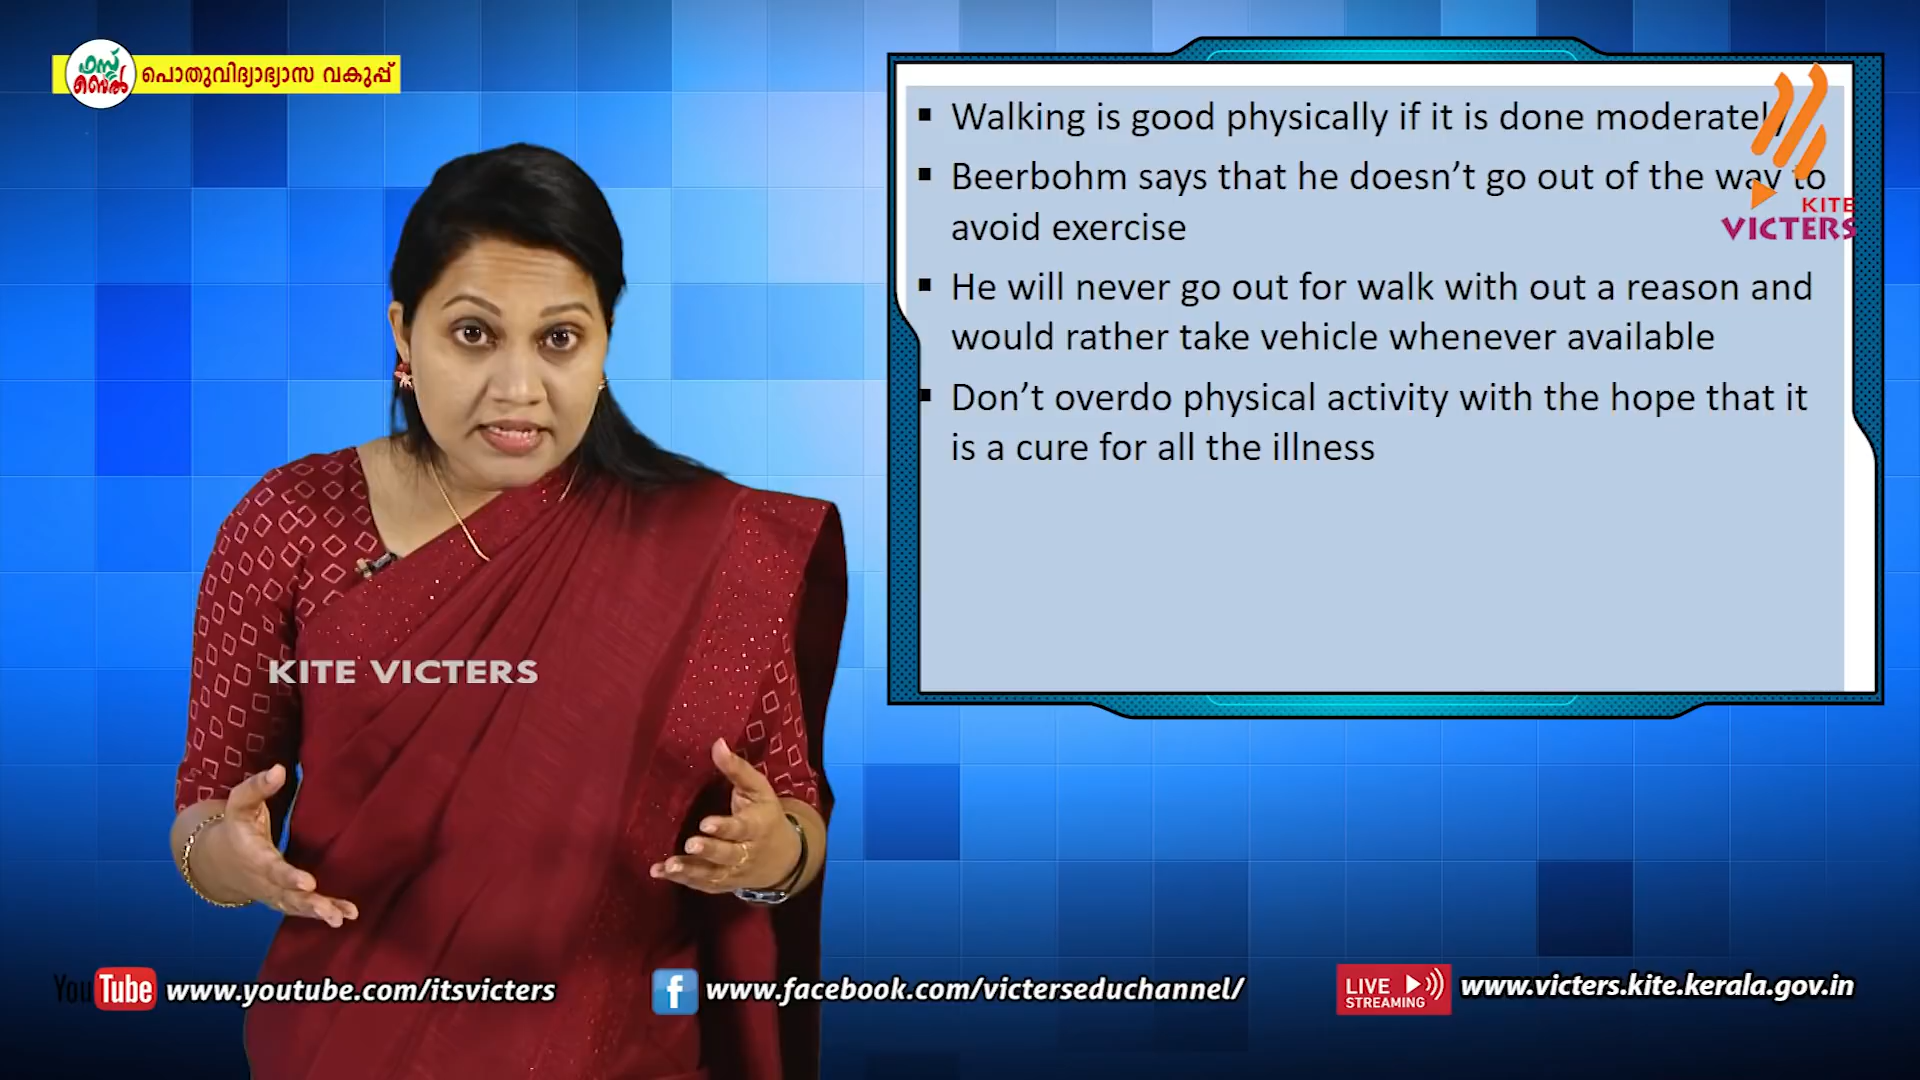 ഫസ്റ്റ്
ബെൽ
പൊതുവിദ്യാഭ്യാസ വകുപ്പ്
▪ Walking is good physically if it is done moderately
▪ Beerbohm says that he doesn’t go out of the way to
avoid exercise
▪ He will never go out for walk with out a reason and
would rather take vehicle whenever available
▪ Don’t overdo physical activity with the hope that it
is a cure for all the illness
KITE
VICTERS
KITE VICTERS
YouTube www.youtube.com/itsvicters
f www.facebook.com/victerseduchannel/
LIVE
STREAMING
www.victers.kite.kerala.gov.in